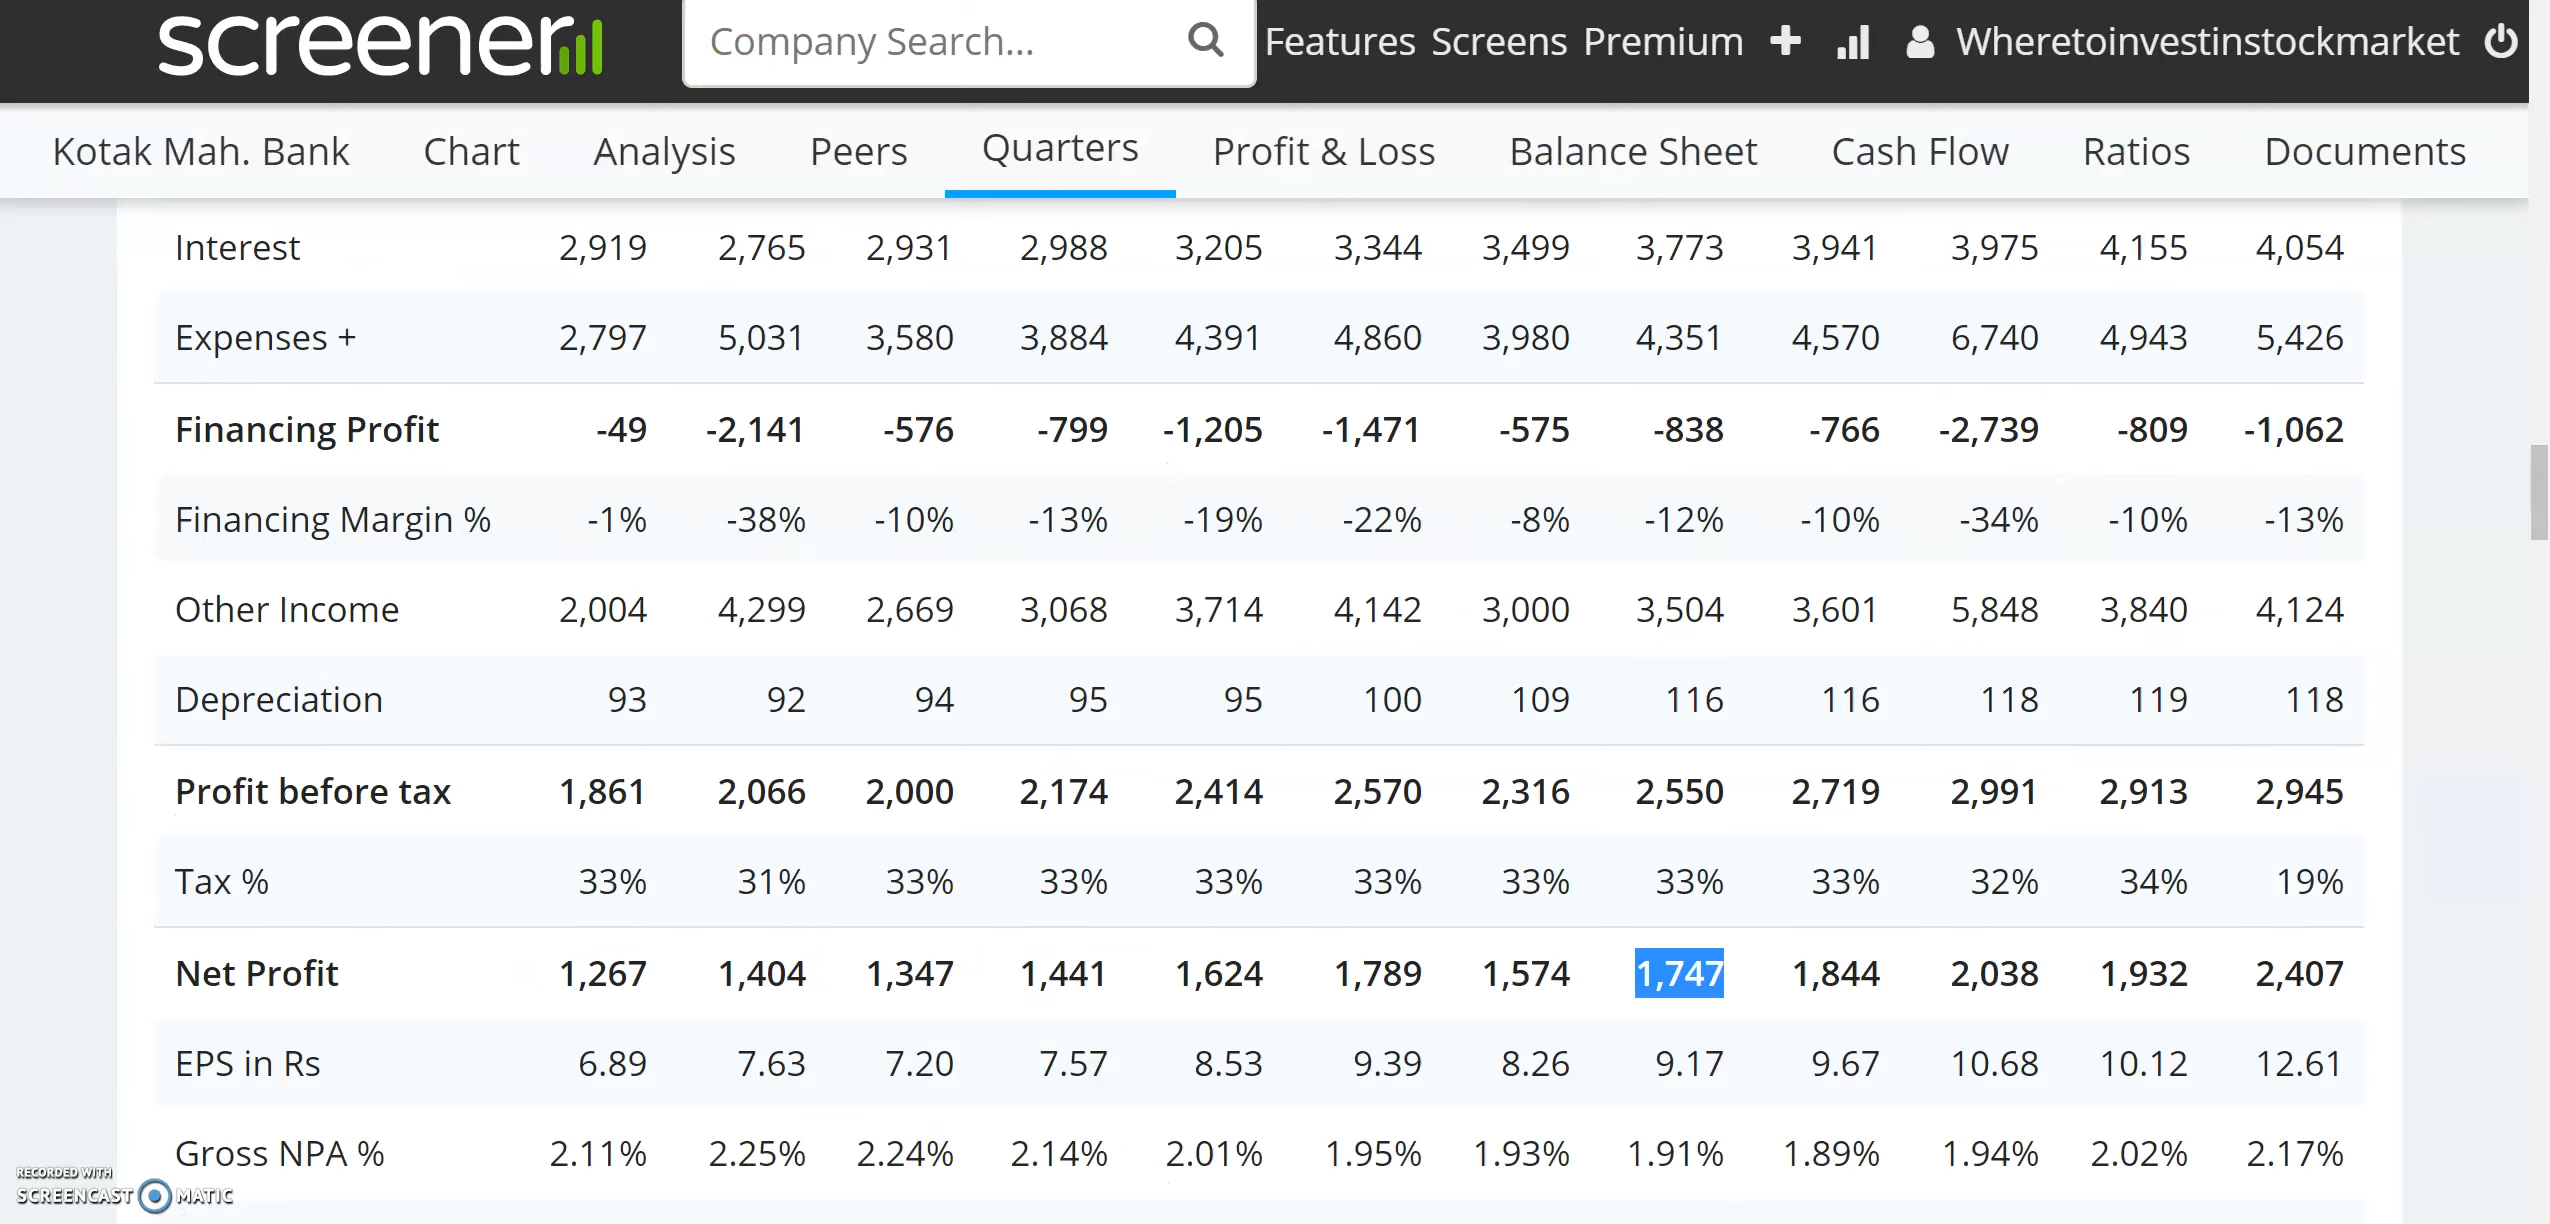 screener Company Search... Features Screens Premium Wheretoinvestinstockmarket
Kotak Mah. Bank Chart Analysis Peers Quarters Profit & Loss Balance Sheet Cash Flow Ratios Documents
Interest 2,919 2,765 2,931 2,988 3,205 3,344 3,499 3,773 3,941 3,975 4,155 4,054
Expenses + 2,797 5,031 3,580 3,884 4,391 4,860 3,980 4,351 4,570 6,740 4,943 5,426
Financing Profit -49 -2,141 -576 -799 -1,205 -1,471 -575 -838 -766 -2,739 -809 -1,062
Financing Margin % -1% -38% -10% -13% -19% -22% -8% -12% -10% -34% -10% -13%
Other Income 2,004 4,299 2,669 3,068 3,714 4,142 3,000 3,504 3,601 5,848 3,840 4,124
Depreciation 93 92 94 95 95 100 109 116 116 118 119 118
Profit before tax 1,861 2,066 2,000 2,174 2,414 2,570 2,316 2,550 2,719 2,991 2,913 2,945
Tax % 33% 31% 33% 33% 33% 33% 33% 33% 33% 32% 34% 19%
Net Profit 1,267 1,404 1,347 1,441 1,624 1,789 1,574 1,747 1,844 2,038 1,932 2,407
EPS in Rs 6.89 7.63 7.20 7.57 8.53 9.39 8.26 9.17 9.67 10.68 10.12 12.61
Gross NPA % 2.11% 2.25% 2.24% 2.14% 2.01% 1.95% 1.93% 1.91% 1.89% 1.94% 2.02% 2.17%
RECORDED WITH
SCREENCAST MATIC